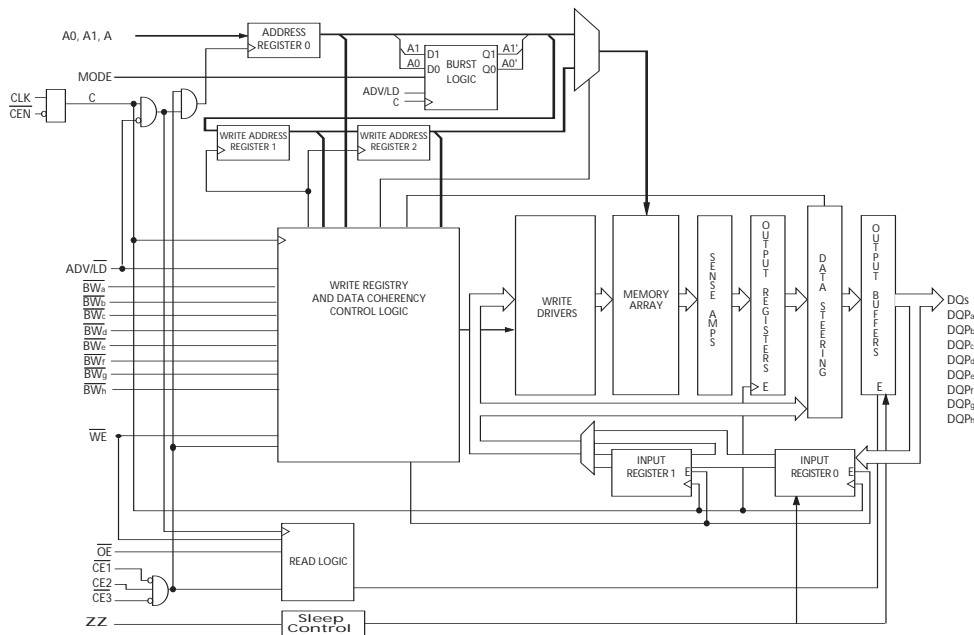 A0, A1, A
ADDRESS
REGISTER 0
A1
A0
D1
D0
BURST
LOGIC
Q1
Q0
A1'
A0'
MODE
ADV/LD
C
CLK
CEN
C
WRITE ADDRESS
REGISTER 1
WRITE ADDRESS
REGISTER 2
ADV/LD
BWa
BWb
BWc
BWd
BWe
BWf
BWg
BWh
WE
WRITE REGISTRY
AND DATA COHERENCY
CONTROL LOGIC
WRITE
DRIVERS
MEMORY
ARRAY
SENSE AMPS
OUTPUT REGISTERS
E
DATA STEERING
OUTPUT BUFFERS
E
DQs
DQPa
DQPb
DQPc
DQPd
DQPe
DQPf
DQPg
DQPh
INPUT
REGISTER 1
E
INPUT
REGISTER 0
E
OE
CE1
CE2
CE3
READ LOGIC
ZZ
Sleep
Control